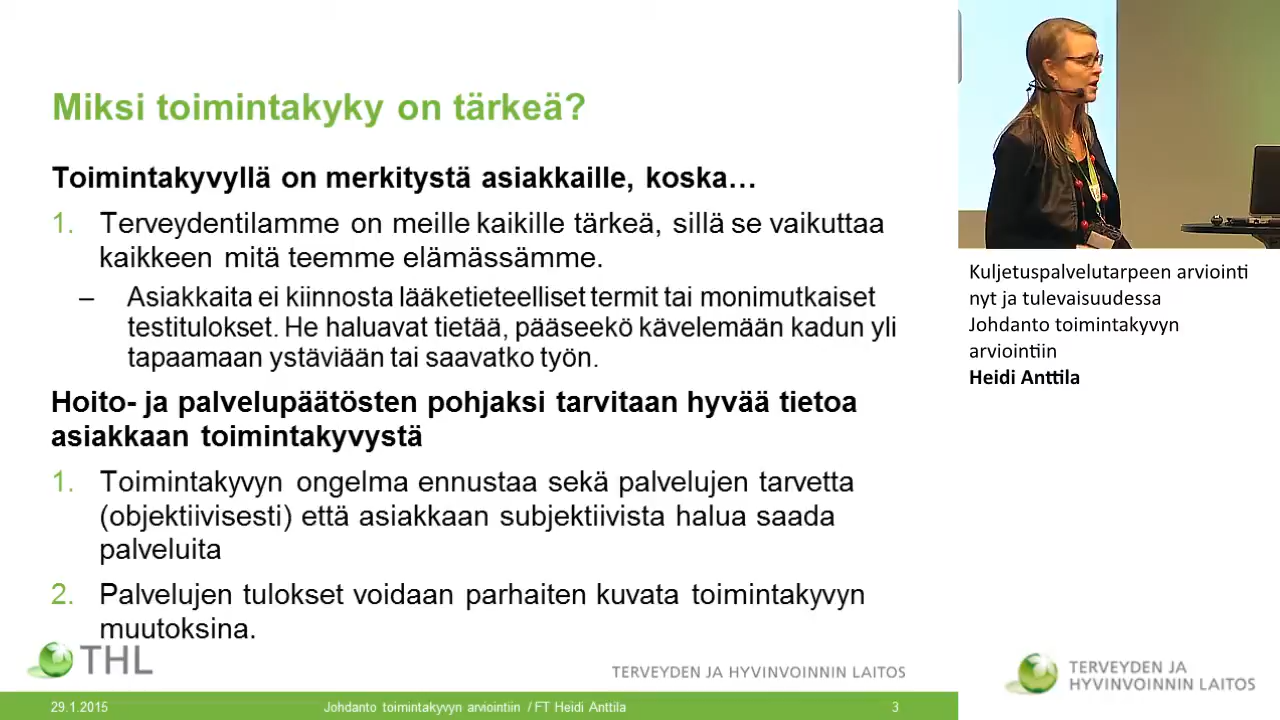 Miksi toimintakyky on tärkeä?
Toimintakyvyllä on merkitystä asiakkaille, koska…
1. Terveydentilamme on meille kaikille tärkeä, sillä se vaikuttaa
kaikkeen mitä teemme elämässämme.
– Asiakkaita ei kiinnosta lääketieteelliset termit tai monimutkaiset
testitulokset. He haluavat tietää, pääseekö kävelemään kadun yli
tapaamaan ystäviään tai saavatko työn.
Hoito- ja palvelupäätösten pohjaksi tarvitaan hyvää tietoa
asiakkaan toimintakyvystä
1. Toimintakyvyn ongelma ennustaa sekä palvelujen tarvetta
(objektiivisesti) että asiakkaan subjektiivista halua saada
palveluita
2. Palvelujen tulokset voidaan parhaiten kuvata toimintakyvyn
muutoksina.
THL
TERVEYDEN JA HYVINVOINNIN LAITOS
29.1.2015
Johdanto toimintakyvyn arviointiin / FT Heidi Anttila
3
Kuljetuspalvelutarpeen arviointi
nyt ja tulevaisuudessa
Johdanto toimintakyvyn
arviointiin
Heidi Anttila
TERVEYDEN JA
HYVINVOINNIN LAITOS